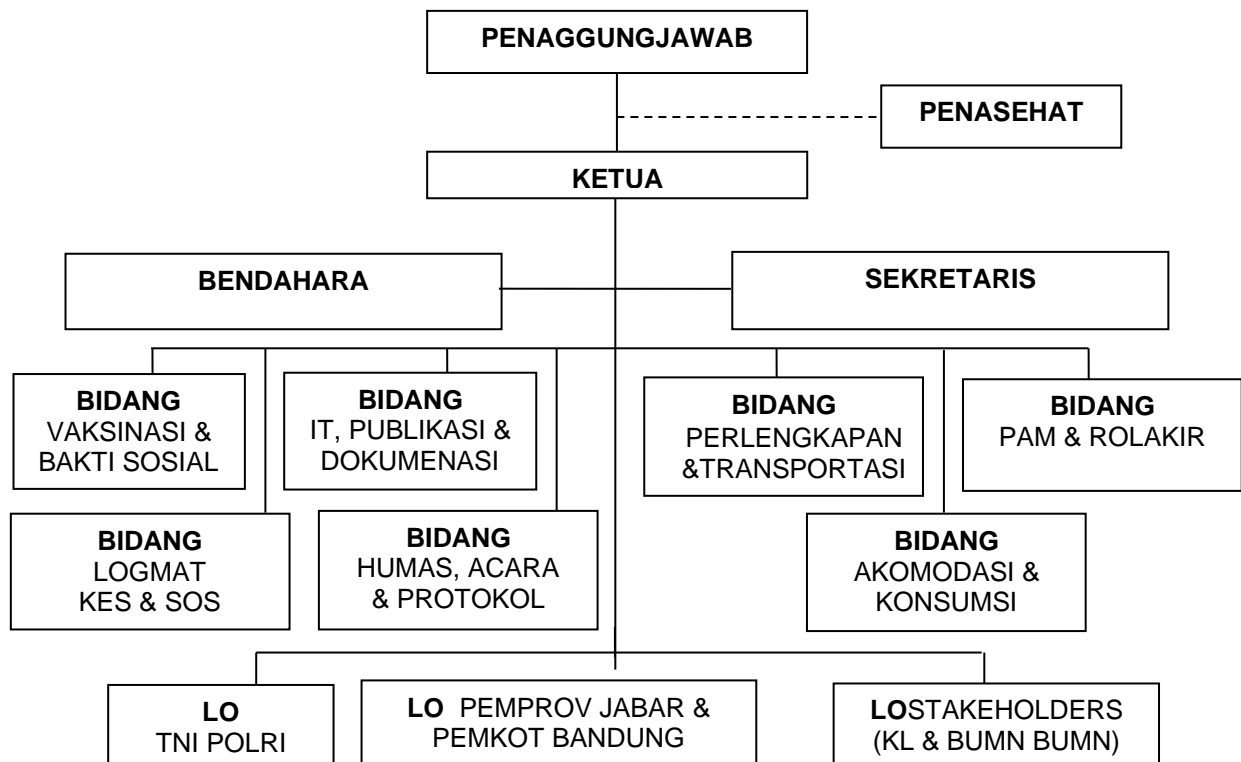 PENAGGUNGJAWAB
PENASEHAT
KETUA
BENDAHARA
SEKRETARIS
BIDANG
VAKSINASI &
BAKTI SOSIAL
BIDANG
IT, PUBLIKASI &
DOKUMENASI
BIDANG
PERLENGKAPAN
&TRANSPORTASI
BIDANG
PAM & ROLAKIR
BIDANG
LOGMAT
KES & SOS
BIDANG
HUMAS, ACARA
& PROTOKOL
BIDANG
AKOMODASI &
KONSUMSI
LO
TNI POLRI
LO PEMPROV JABAR &
PEMKOT BANDUNG
LOSTAKEHOLDERS
(KL & BUMN BUMN)